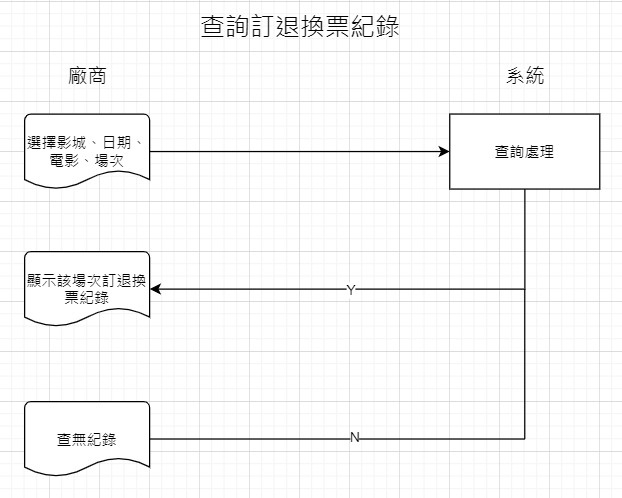 查詢訂退換票紀錄
廠商
系統
選擇影城、日期、
電影、場次
查詢處理
顯示該場次訂退換
票紀錄
Y
查無紀錄
N